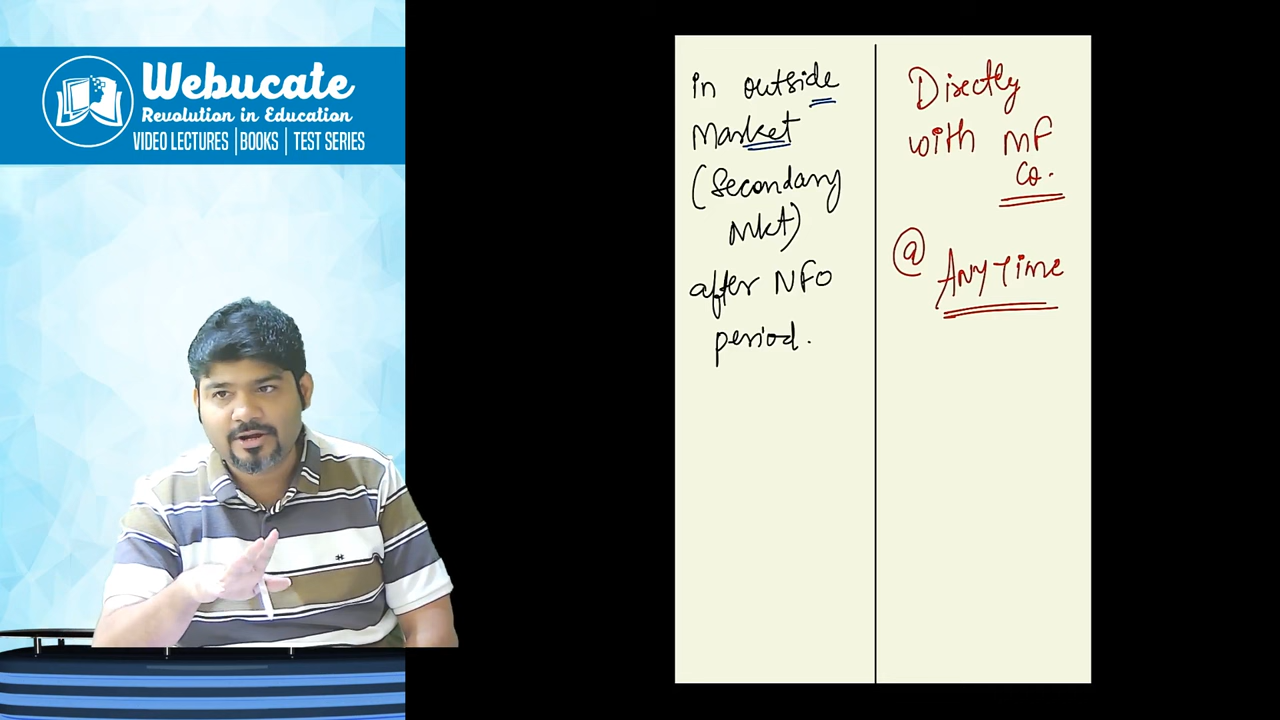 Webucate
Revolution in Education
VIDEO LECTURES | BOOKS | TEST SERIES
in outside
Market
(Secondary
Mkt)
after NFO
period.
Directly
with MF
Co.
@ Anytime